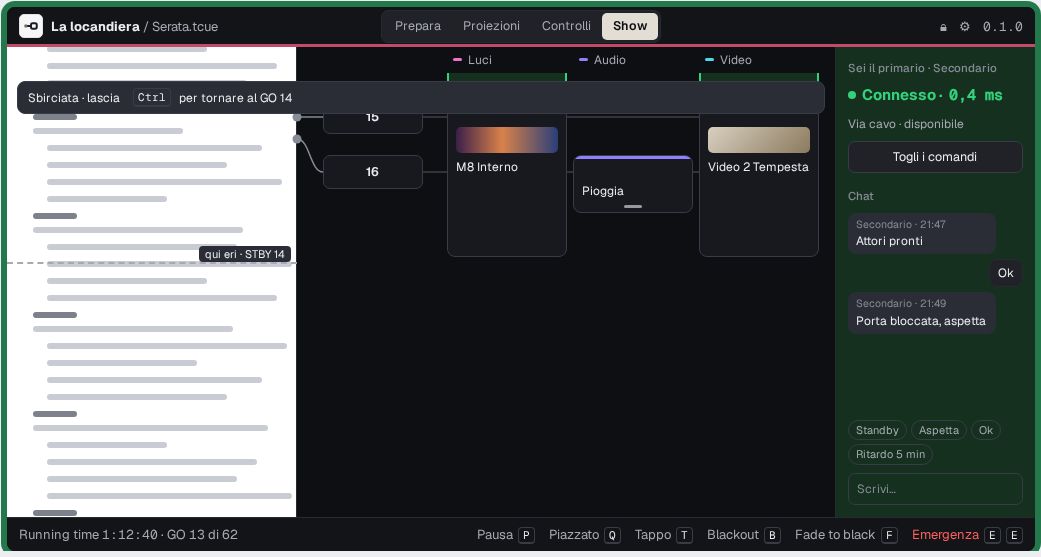 La locandiera / Serata.tcue
Prepara Proiezioni Controlli Show
0.1.0
Luci Audio Video
Sbirciata · lascia Ctrl per tornare al GO 14
15
16
M8 Interno
Pioggia
Video 2 Tempesta
qui eri · STBY 14
Sei il primario · Secondario
Connesso · 0,4 ms
Via cavo · disponibile
Togli i comandi
Chat
Secondario · 21:47
Attori pronti
Ok
Secondario · 21:49
Porta bloccata, aspetta
Standby Aspetta Ok
Ritardo 5 min
Scrivi…
Running time 1:12:40 · GO 13 di 62
Pausa P Piazzato Q Tappo T Blackout B Fade to black F Emergenza E E